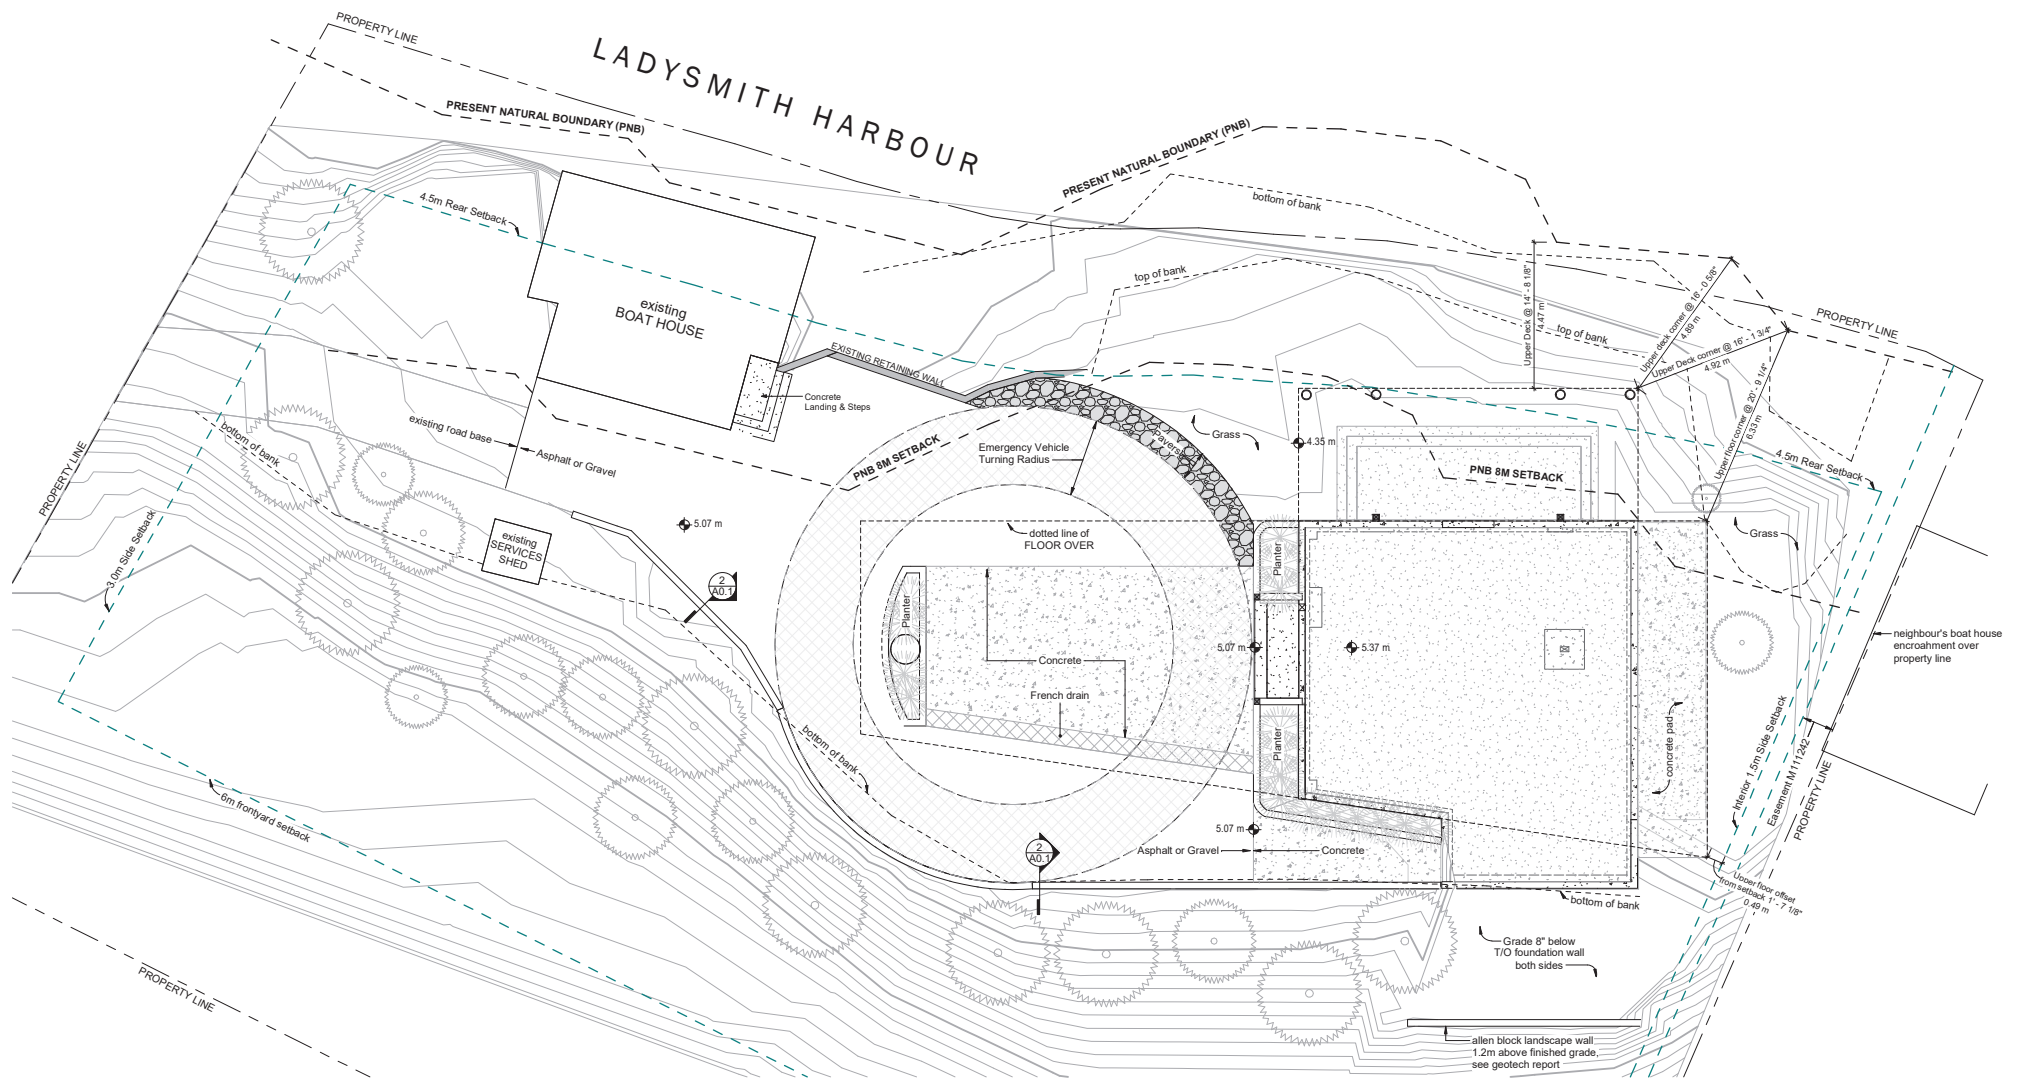 PROPERTY LINE
LADYSMITH HARBOUR
PRESENT NATURAL BOUNDARY (PNB)
PRESENT NATURAL BOUNDARY (PNB)
bottom of bank
4.5m Rear Setback
top of bank
existing
BOAT HOUSE
Upper Deck @ 14' - 8 1/8"
4.47 m
Upper deck corner @ 16' - 0 5/8"
4.89 m
top of bank
PROPERTY LINE
Upper Deck corner @ 16' - 1 3/4"
4.92 m
EXISTING RETAINING WALL
Concrete
Landing & Steps
Upper floor corner @ 20' - 9 1/4"
6.33 m
existing road base
bottom of bank
Asphalt or Gravel
PNB 8M SETBACK
Emergency Vehicle
Turning Radius
Pavers
Grass
4.35 m
PNB 8M SETBACK
4.5m Rear Setback
PROPERTY LINE
3.0m Side Setback
existing
SERVICES
SHED
5.07 m
dotted line of
FLOOR OVER
Grass
Planter
2
A0.1
Planter
neighbour's boat house
encroahment over
property line
5.07 m
5.37 m
Concrete
French drain
Planter
concrete pad
bottom of bank
Interior 1.5m Side Setback
Easement M111242
PROPERTY LINE
6m frontyard setback
5.07 m
2
A0.1
Asphalt or Gravel
Concrete
Upper floor offset
from setback 1' - 7 1/8"
0.49 m
bottom of bank
Grade 8" below
T/O foundation wall
both sides
PROPERTY LINE
allen block landscape wall
1.2m above finished grade,
see geotech report